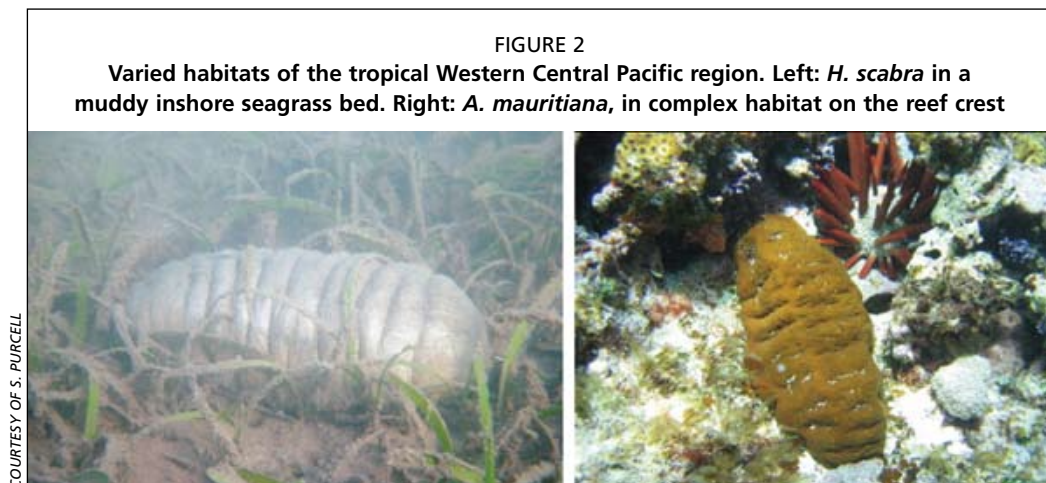 FIGURE 2
Varied habitats of the tropical Western Central Pacific region. Left: H. scabra in a
muddy inshore seagrass bed. Right: A. mauritiana, in complex habitat on the reef crest
COURTESY OF S. PURCELL